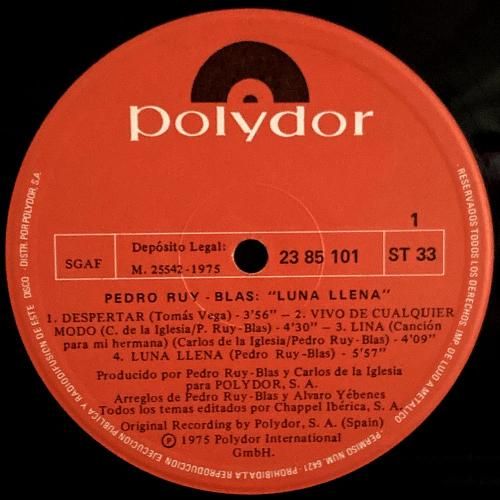 polydor
1
SGAF
Depósito Legal:
M. 25542-1975
23 85 101
ST 33
PEDRO RUY - BLAS: "LUNA LLENA"
1. DESPERTAR (Tomás Vega) - 3'56" — 2. VIVO DE CUALQUIER
MODO (C. de la Iglesia/P. Ruy-Blas) - 4'30" — 3. LINA (Canción
para mi hermana) (Carlos de la Iglesia/Pedro Ruy-Blas) - 4'09"
4. LUNA LLENA (Pedro Ruy-Blas) - 5'57"
Producido por Pedro Ruy-Blas y Carlos de la Iglesia
para POLYDOR, S. A.
Arreglos de Pedro Ruy-Blas y Alvaro Yébenes
Todos los temas editados por Chappel Ibérica, S. A.
Original Recording by Polydor, S. A. (Spain)
Ⓟ 1975 Polydor International
GmbH.
RESERVADOS TODOS LOS DERECHOS. IMP. DE LUJO A METALICO
PERMISO NUM. 6421 - PROHIBIDA LA REPRODUCCION EJECUCION PUBLICA Y RADIODIFUSION DE ESTE DISCO - DISTR. POR POLYDOR, S.A.